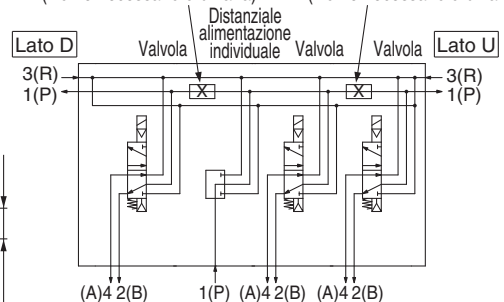 Distanziale
alimentazione
individuale
Lato D
Valvola
Valvola
Valvola
Lato U
3(R)
1(P)
X
X
3(R)
1(P)
(A)4 2(B)
1(P)
(A)4 2(B)
(A)4 2(B)